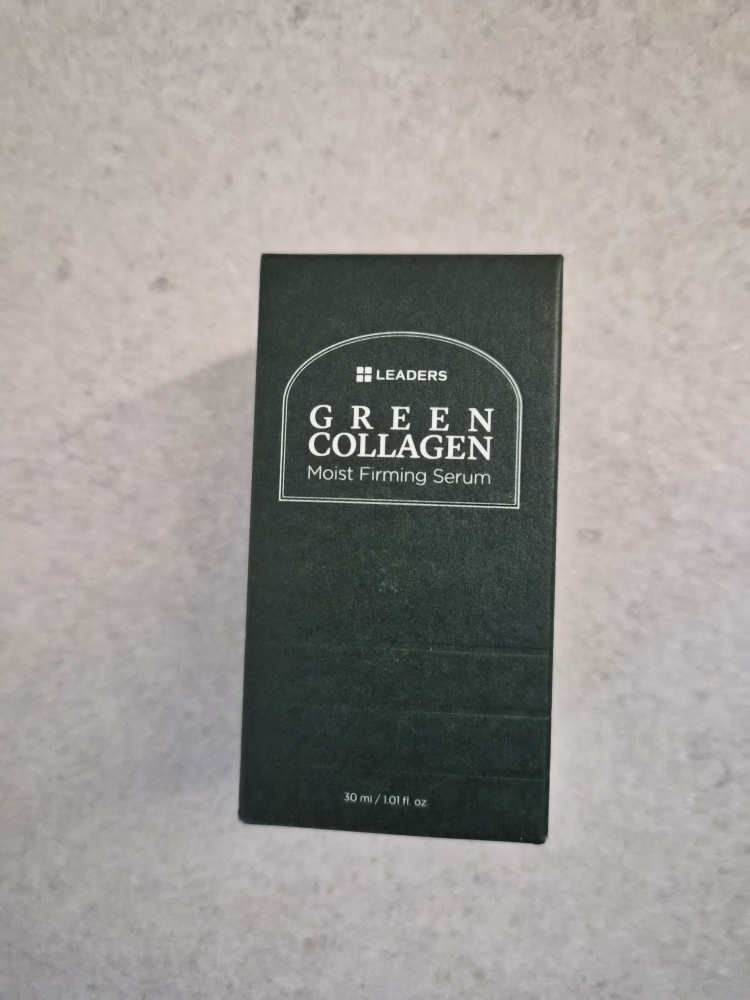 LEADERS
GREEN
COLLAGEN
Moist Firming Serum
30 ml / 1.01 fl. oz.